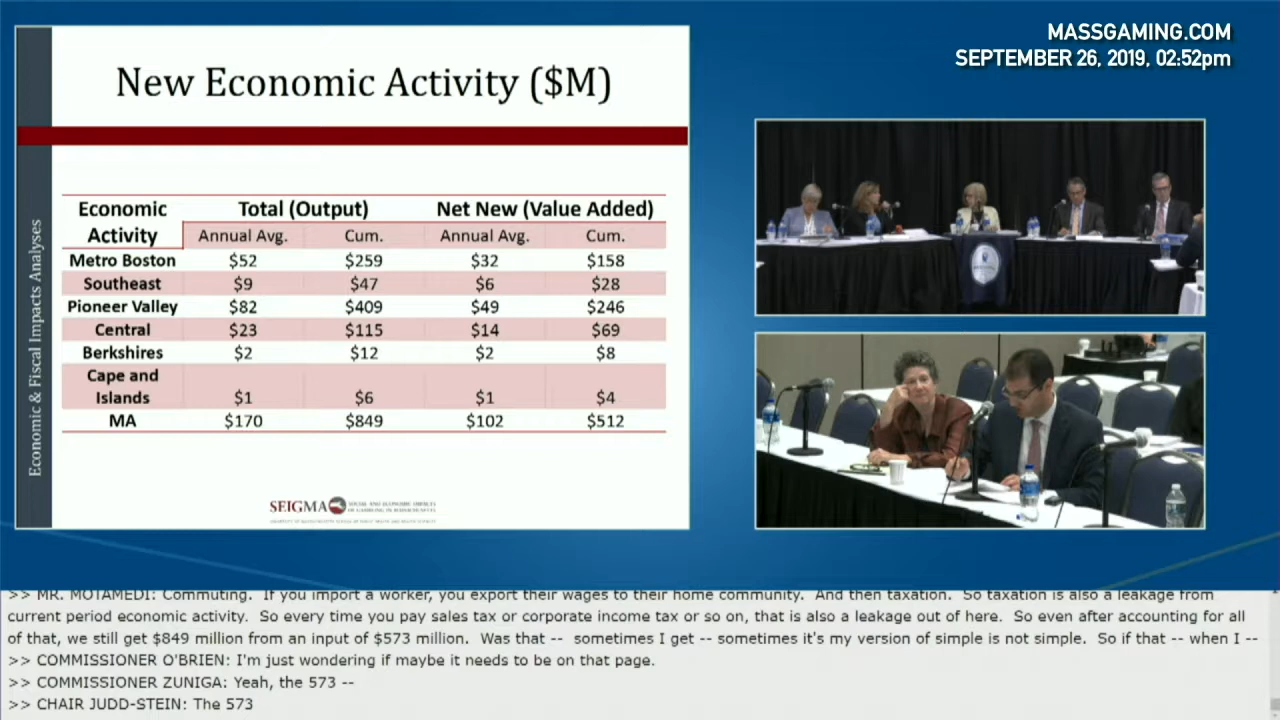 MASSGAMING.COM
SEPTEMBER 26, 2019, 02:52pm
New Economic Activity ($M)
Economic & Fiscal Impacts Analyses
Economic Activity Total (Output) Net New (Value Added)
Annual Avg. Cum. Annual Avg. Cum.
Metro Boston $52 $259 $32 $158
Southeast $9 $47 $6 $28
Pioneer Valley $82 $409 $49 $246
Central $23 $115 $14 $69
Berkshires $2 $12 $2 $8
Cape and
Islands $1 $6 $1 $4
MA $170 $849 $102 $512
SEIGMA SOCIAL AND ECONOMIC IMPACTS
OF GAMBLING IN MASSACHUSETTS
>> MR. MOTAMEDI: Commuting. If you import a worker, you export their wages to their home community. And then taxation. So taxation is also a leakage from
current period economic activity. So every time you pay sales tax or corporate income tax or so on, that is also a leakage out of here. So even after accounting for all
of that, we still get $849 million from an input of $573 million. Was that -- sometimes I get -- sometimes it's my version of simple is not simple. So if that -- when I --
>> COMMISSIONER O'BRIEN: I'm just wondering if maybe it needs to be on that page.
>> COMMISSIONER ZUNIGA: Yeah, the 573 --
>> CHAIR JUDD-STEIN: The 573